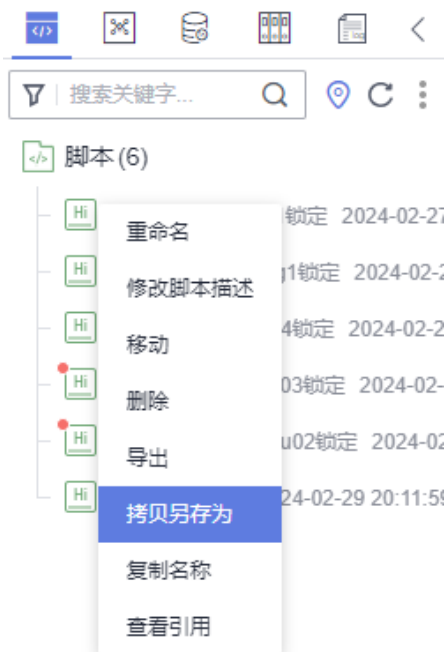 搜索关键字...
脚本 (6)
Hi 锁定 2024-02-27
重命名
Hi 1锁定 2024-02-2
修改脚本描述
Hi 4锁定 2024-02-2
移动
Hi 03锁定 2024-02-
删除
Hi u02锁定 2024-02
导出
Hi 24-02-29 20:11:59
拷贝另存为
复制名称
查看引用